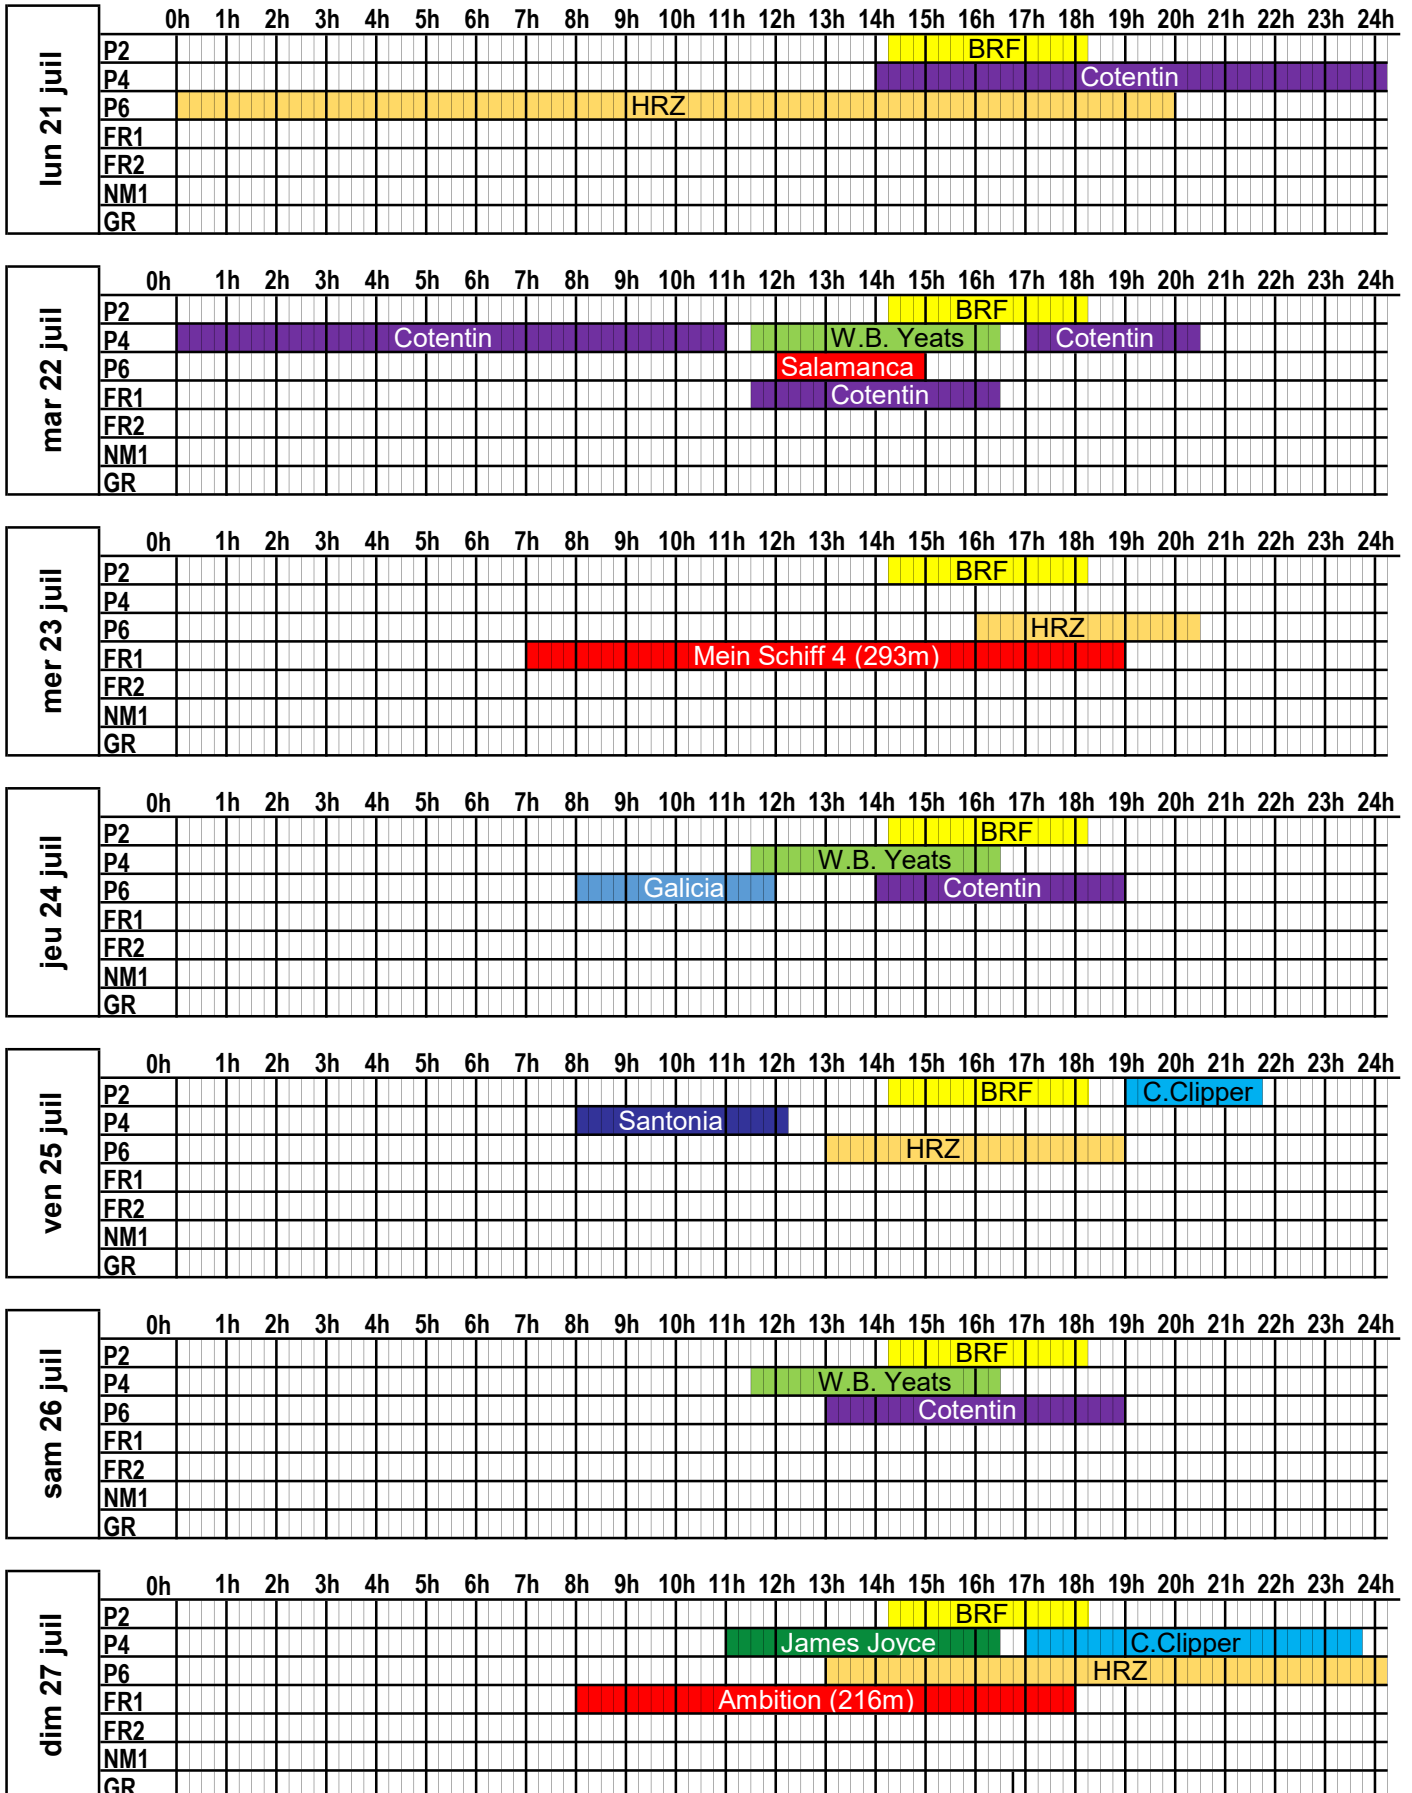 0h 1h 2h 3h 4h 5h 6h 7h 8h 9h 10h 11h 12h 13h 14h 15h 16h 17h 18h 19h 20h 21h 22h 23h 24h
lun 21 juil
P2 BRF
P4 Cotentin
P6 HRZ
FR1
FR2
NM1
GR
0h 1h 2h 3h 4h 5h 6h 7h 8h 9h 10h 11h 12h 13h 14h 15h 16h 17h 18h 19h 20h 21h 22h 23h 24h
mar 22 juil
P2 BRF
P4 Cotentin W.B. Yeats Cotentin
P6 Salamanca
FR1 Cotentin
FR2
NM1
GR
0h 1h 2h 3h 4h 5h 6h 7h 8h 9h 10h 11h 12h 13h 14h 15h 16h 17h 18h 19h 20h 21h 22h 23h 24h
mer 23 juil
P2 BRF
P4
P6 HRZ
FR1 Mein Schiff 4 (293m)
FR2
NM1
GR
0h 1h 2h 3h 4h 5h 6h 7h 8h 9h 10h 11h 12h 13h 14h 15h 16h 17h 18h 19h 20h 21h 22h 23h 24h
jeu 24 juil
P2 BRF
P4 W.B. Yeats
P6 Galicia Cotentin
FR1
FR2
NM1
GR
0h 1h 2h 3h 4h 5h 6h 7h 8h 9h 10h 11h 12h 13h 14h 15h 16h 17h 18h 19h 20h 21h 22h 23h 24h
ven 25 juil
P2 BRF C.Clipper
P4 Santonia
P6 HRZ
FR1
FR2
NM1
GR
0h 1h 2h 3h 4h 5h 6h 7h 8h 9h 10h 11h 12h 13h 14h 15h 16h 17h 18h 19h 20h 21h 22h 23h 24h
sam 26 juil
P2 BRF
P4 W.B. Yeats
P6 Cotentin
FR1
FR2
NM1
GR
0h 1h 2h 3h 4h 5h 6h 7h 8h 9h 10h 11h 12h 13h 14h 15h 16h 17h 18h 19h 20h 21h 22h 23h 24h
dim 27 juil
P2 BRF
P4 James Joyce C.Clipper
P6 HRZ
FR1 Ambition (216m)
FR2
NM1
GR